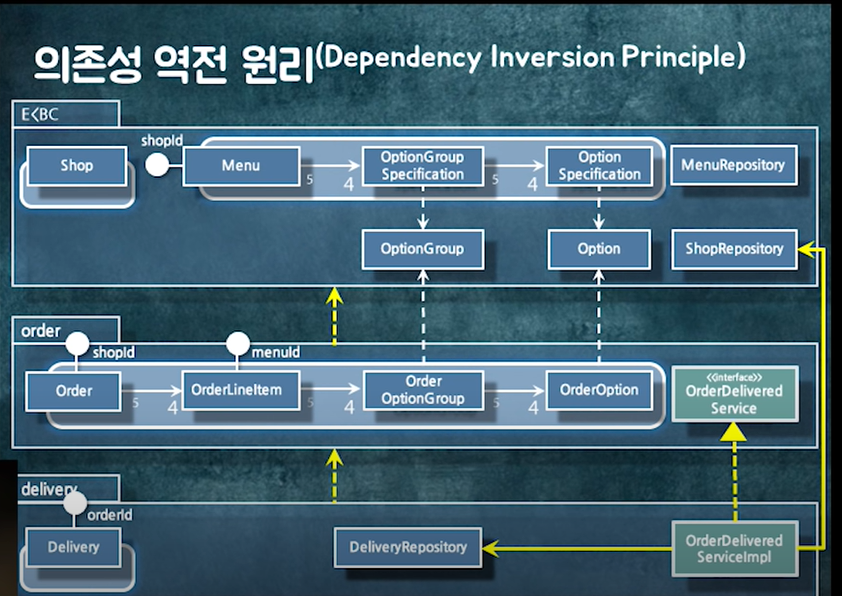 의존성 역전 원리(Dependency Inversion Principle)
shopId
Shop
Menu
5
4
OptionGroup
Specification
5
4
Option
Specification
MenuRepository
OptionGroup
Option
ShopRepository
order
shopId
menuId
Order
5
4
OrderLineItem
5
4
Order
OptionGroup
5
4
OrderOption
<<interface>>
OrderDelivered
Service
delivery
orderId
Delivery
DeliveryRepository
OrderDelivered
ServiceImpl